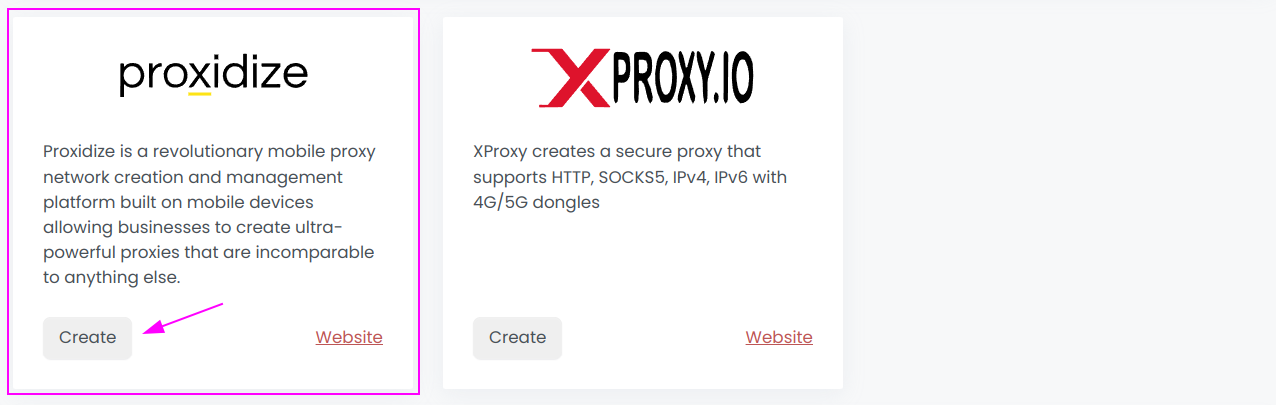 proxidize
Proxidize is a revolutionary mobile proxy
network creation and management
platform built on mobile devices
allowing businesses to create ultra-
powerful proxies that are incomparable
to anything else.
Create
Website
XPROXY.IO
XProxy creates a secure proxy that
supports HTTP, SOCKS5, IPv4, IPv6 with
4G/5G dongles
Create
Website